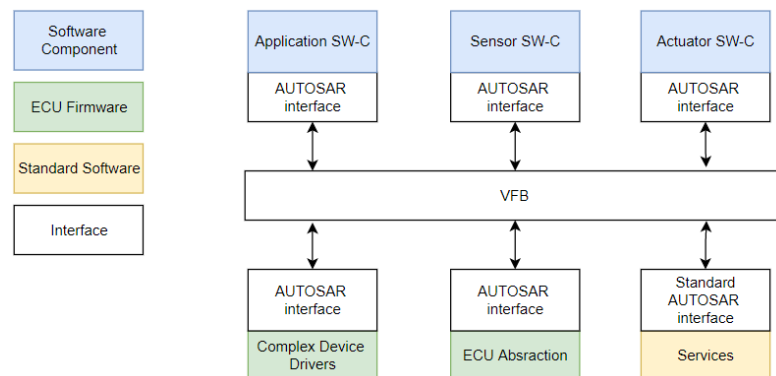 Software
Component
ECU Firmware
Standard Software
Interface
Application SW-C
Sensor SW-C
Actuator SW-C
AUTOSAR
interface
AUTOSAR
interface
AUTOSAR
interface
VFB
AUTOSAR
interface
AUTOSAR
interface
Standard
AUTOSAR
interface
Complex Device
Drivers
ECU Absraction
Services